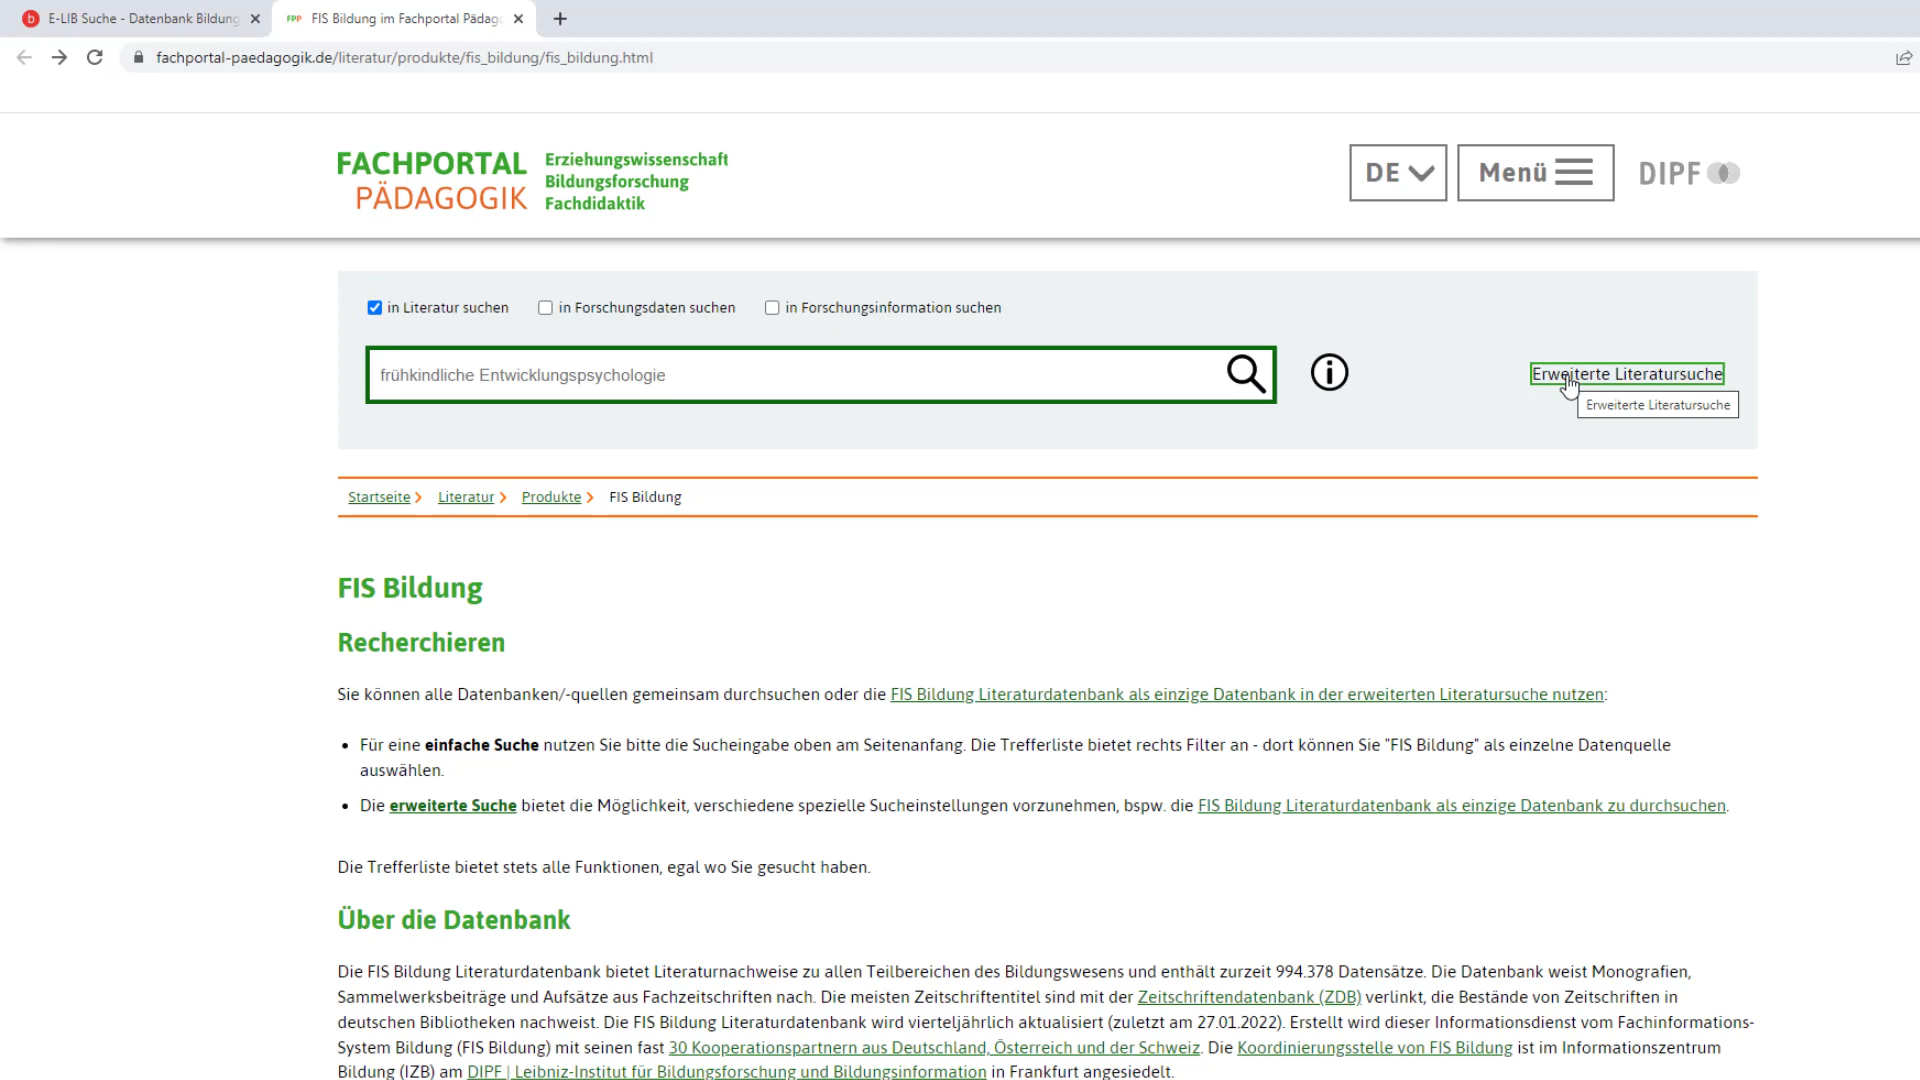 E-LIB Suche - Datenbank Bildung
FPP FIS Bildung im Fachportal Pädago
fachportal-paedagogik.de/literatur/produkte/fis_bildung/fis_bildung.html
FACHPORTAL
PÄDAGOGIK
Erziehungswissenschaft
Bildungsforschung
Fachdidaktik
DE
Menü
DIPF
in Literatur suchen
in Forschungsdaten suchen
in Forschungsinformation suchen
frühkindliche Entwicklungspsychologie
Erweiterte Literatursuche
Erweiterte Literatursuche
Startseite Literatur Produkte FIS Bildung
FIS Bildung
Recherchieren
Sie können alle Datenbanken/-quellen gemeinsam durchsuchen oder die FIS Bildung Literaturdatenbank als einzige Datenbank in der erweiterten Literatursuche nutzen:
• Für eine einfache Suche nutzen Sie bitte die Sucheingabe oben am Seitenanfang. Die Trefferliste bietet rechts Filter an - dort können Sie "FIS Bildung" als einzelne Datenquelle
auswählen.
• Die erweiterte Suche bietet die Möglichkeit, verschiedene spezielle Sucheinstellungen vorzunehmen, bspw. die FIS Bildung Literaturdatenbank als einzige Datenbank zu durchsuchen.
Die Trefferliste bietet stets alle Funktionen, egal wo Sie gesucht haben.
Über die Datenbank
Die FIS Bildung Literaturdatenbank bietet Literaturnachweise zu allen Teilbereichen des Bildungswesens und enthält zurzeit 994.378 Datensätze. Die Datenbank weist Monografien,
Sammelwerksbeiträge und Aufsätze aus Fachzeitschriften nach. Die meisten Zeitschriftentitel sind mit der Zeitschriftendatenbank (ZDB) verlinkt, die Bestände von Zeitschriften in
deutschen Bibliotheken nachweist. Die FIS Bildung Literaturdatenbank wird vierteljährlich aktualisiert (zuletzt am 27.01.2022). Erstellt wird dieser Informationsdienst vom Fachinformations-
System Bildung (FIS Bildung) mit seinen fast 30 Kooperationspartnern aus Deutschland, Österreich und der Schweiz. Die Koordinierungsstelle von FIS Bildung ist im Informationszentrum
Bildung (IZB) am DIPF | Leibniz-Institut für Bildungsforschung und Bildungsinformation in Frankfurt angesiedelt.